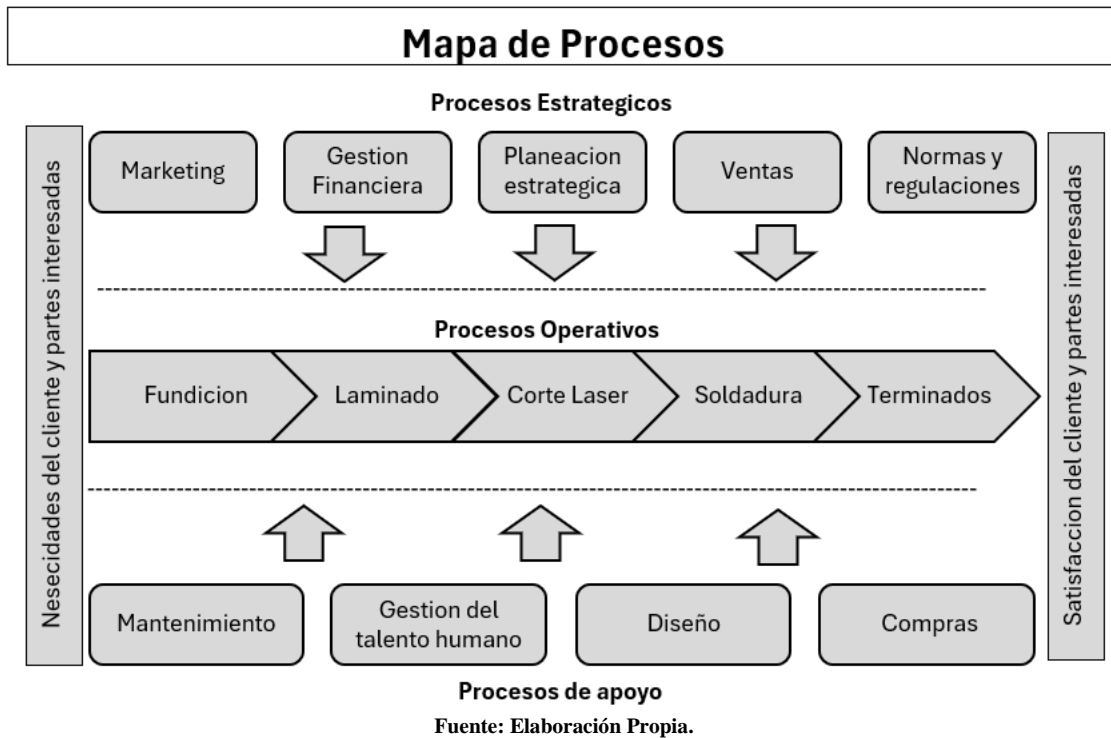 Mapa de Procesos
Procesos Estrategicos
Nesecidades del cliente y partes interesadas
Marketing
Gestion
Financiera
Planeacion
estrategica
Ventas
Normas y
regulaciones
Satisfaccion del cliente y partes interesadas
Procesos Operativos
Fundicion
Laminado
Corte Laser
Soldadura
Terminados
Mantenimiento
Gestion del
talento humano
Diseño
Compras
Procesos de apoyo
Fuente: Elaboración Propia.